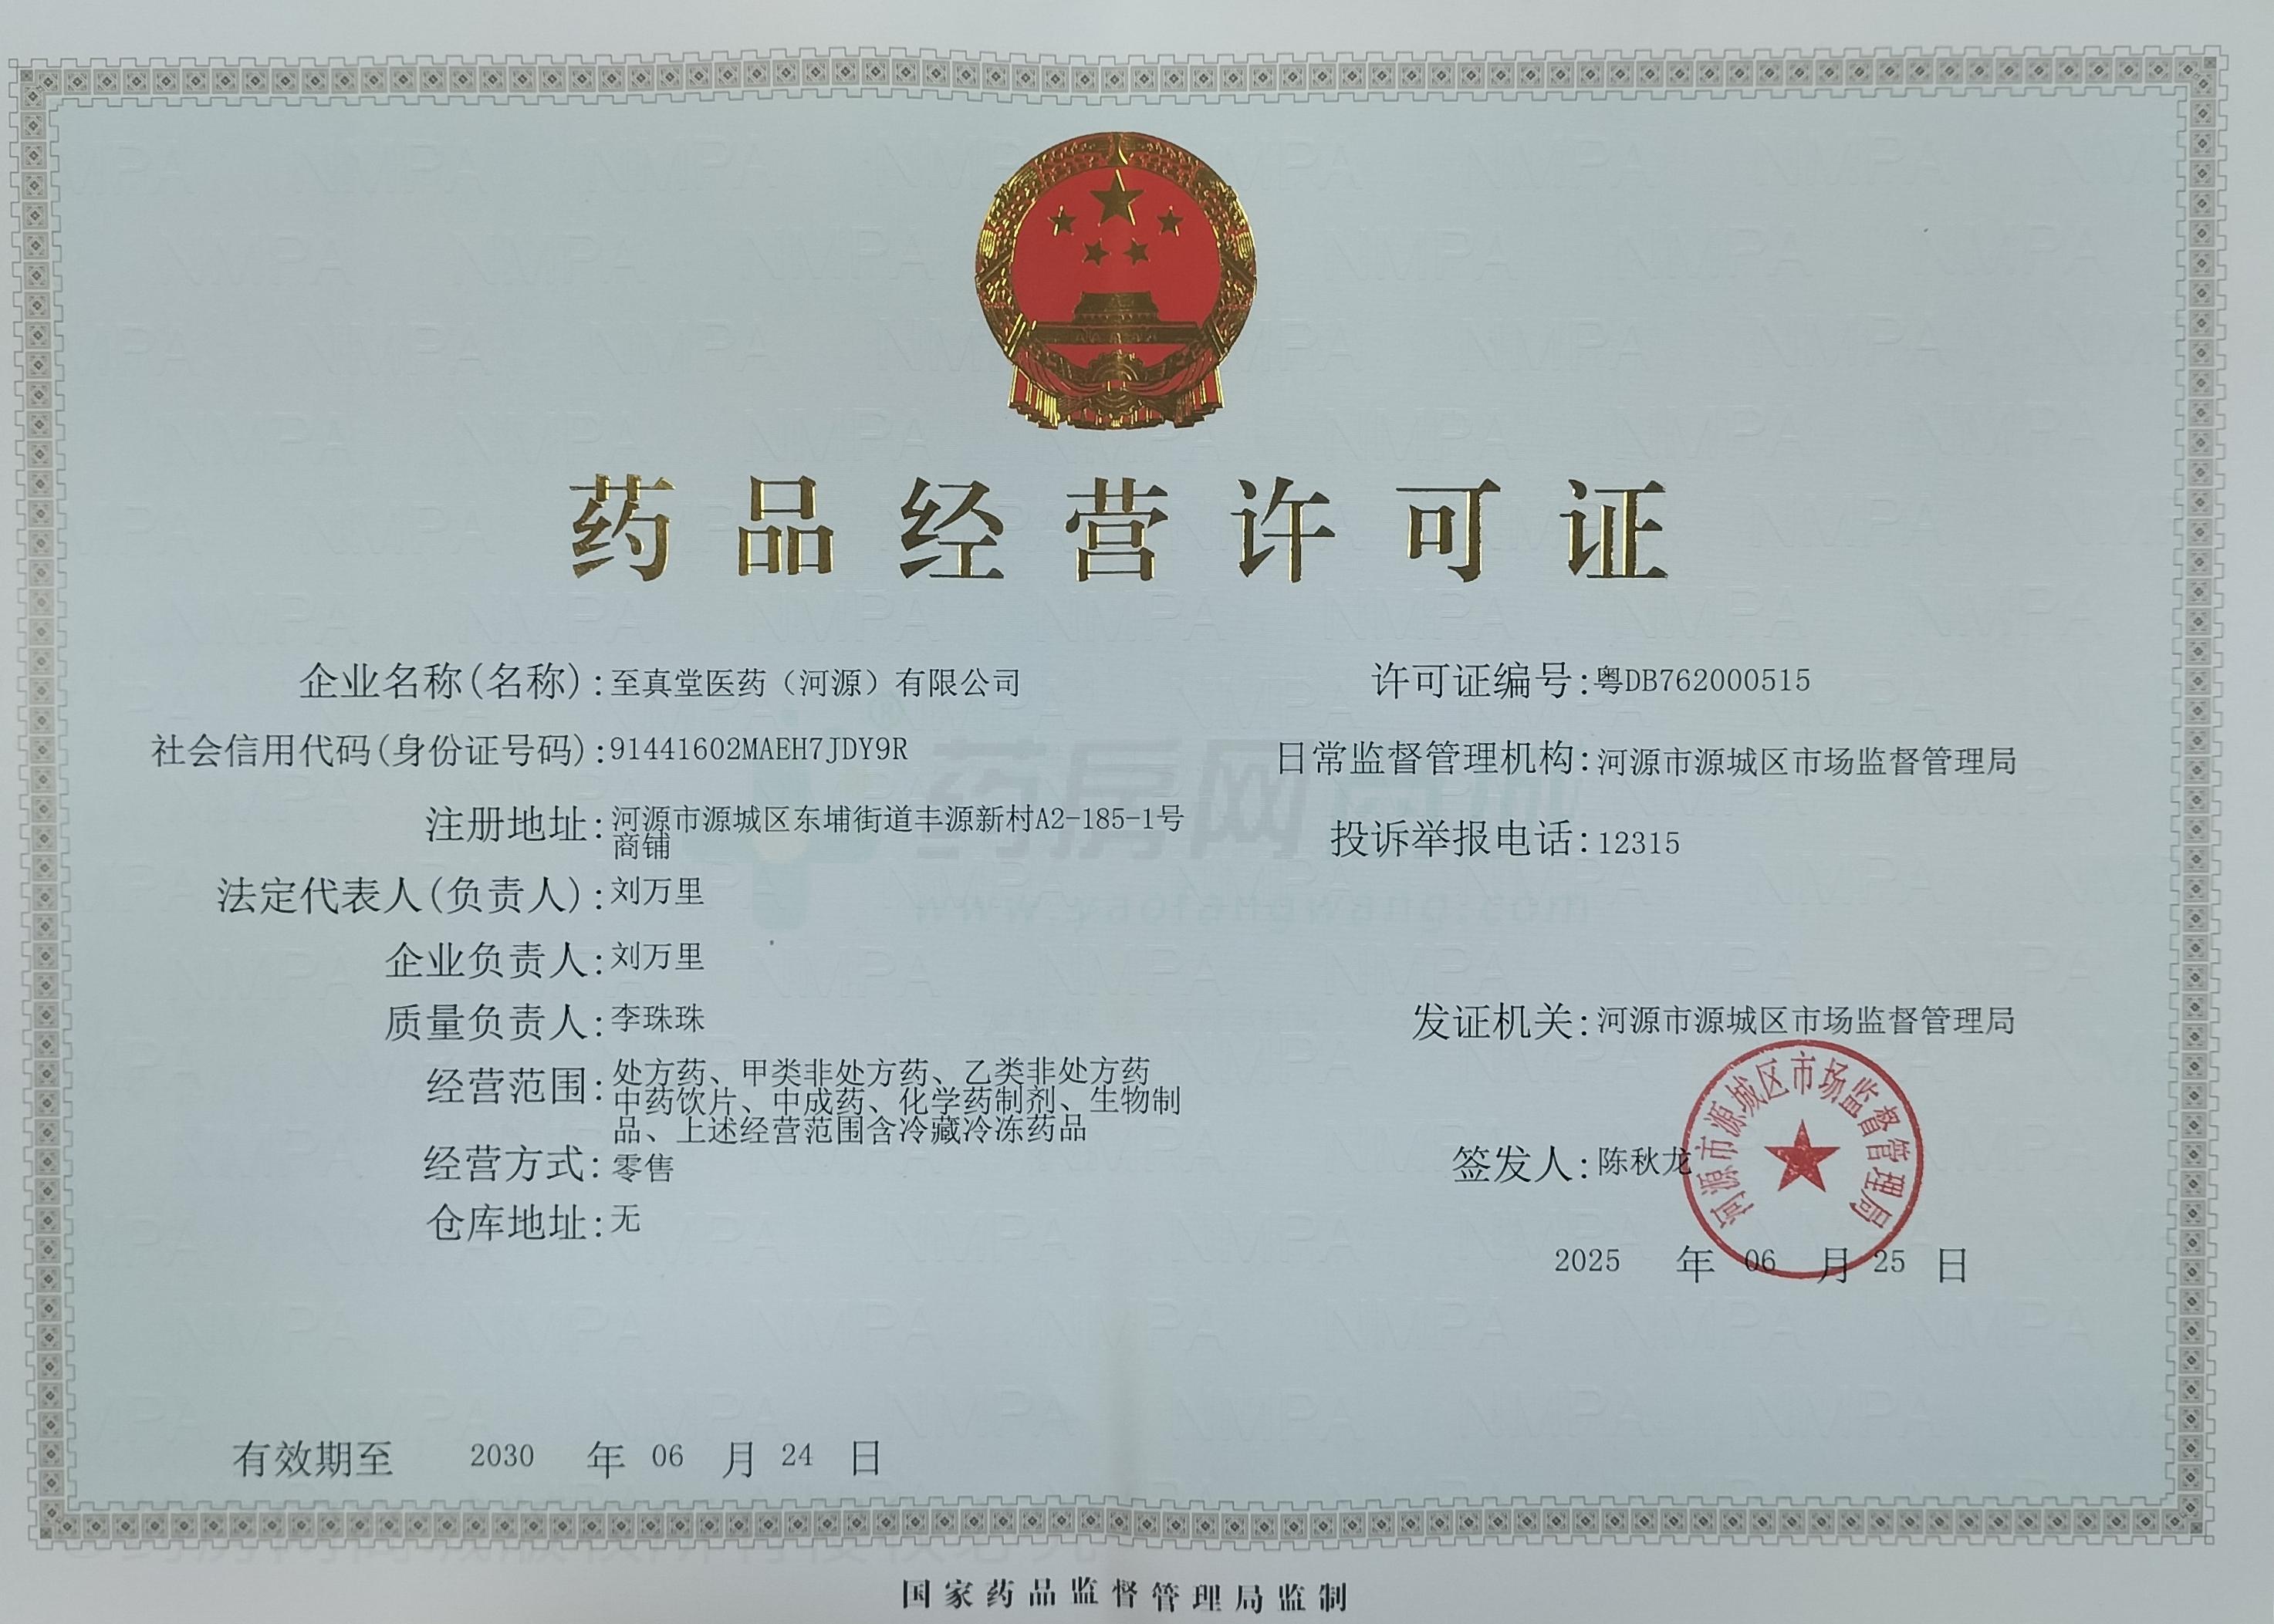 药品经营许可证
企业名称(名称):至真堂医药（河源）有限公司
社会信用代码(身份证号码):91441602MAEH7JDY9R
注册地址:河源市源城区东埔街道丰源新村A2-185-1号
商铺
法定代表人(负责人):刘万里
企业负责人:刘万里
质量负责人:李珠珠
经营范围:处方药、甲类非处方药、乙类非处方药
中药饮片、中成药、化学药制剂、生物制
品、上述经营范围含冷藏冷冻药品
经营方式:零售
仓库地址:无
许可证编号:粤DB762000515
日常监督管理机构:河源市源城区市场监督管理局
投诉举报电话:12315
发证机关:河源市源城区市场监督管理局
签发人:陈秋龙
河源市源城区市场监督管理局
2025 年 06 月 25 日
有效期至 2030 年 06 月 24 日
国家药品监督管理局监制
药房网商城
www.yaofangwang.com
NMPA